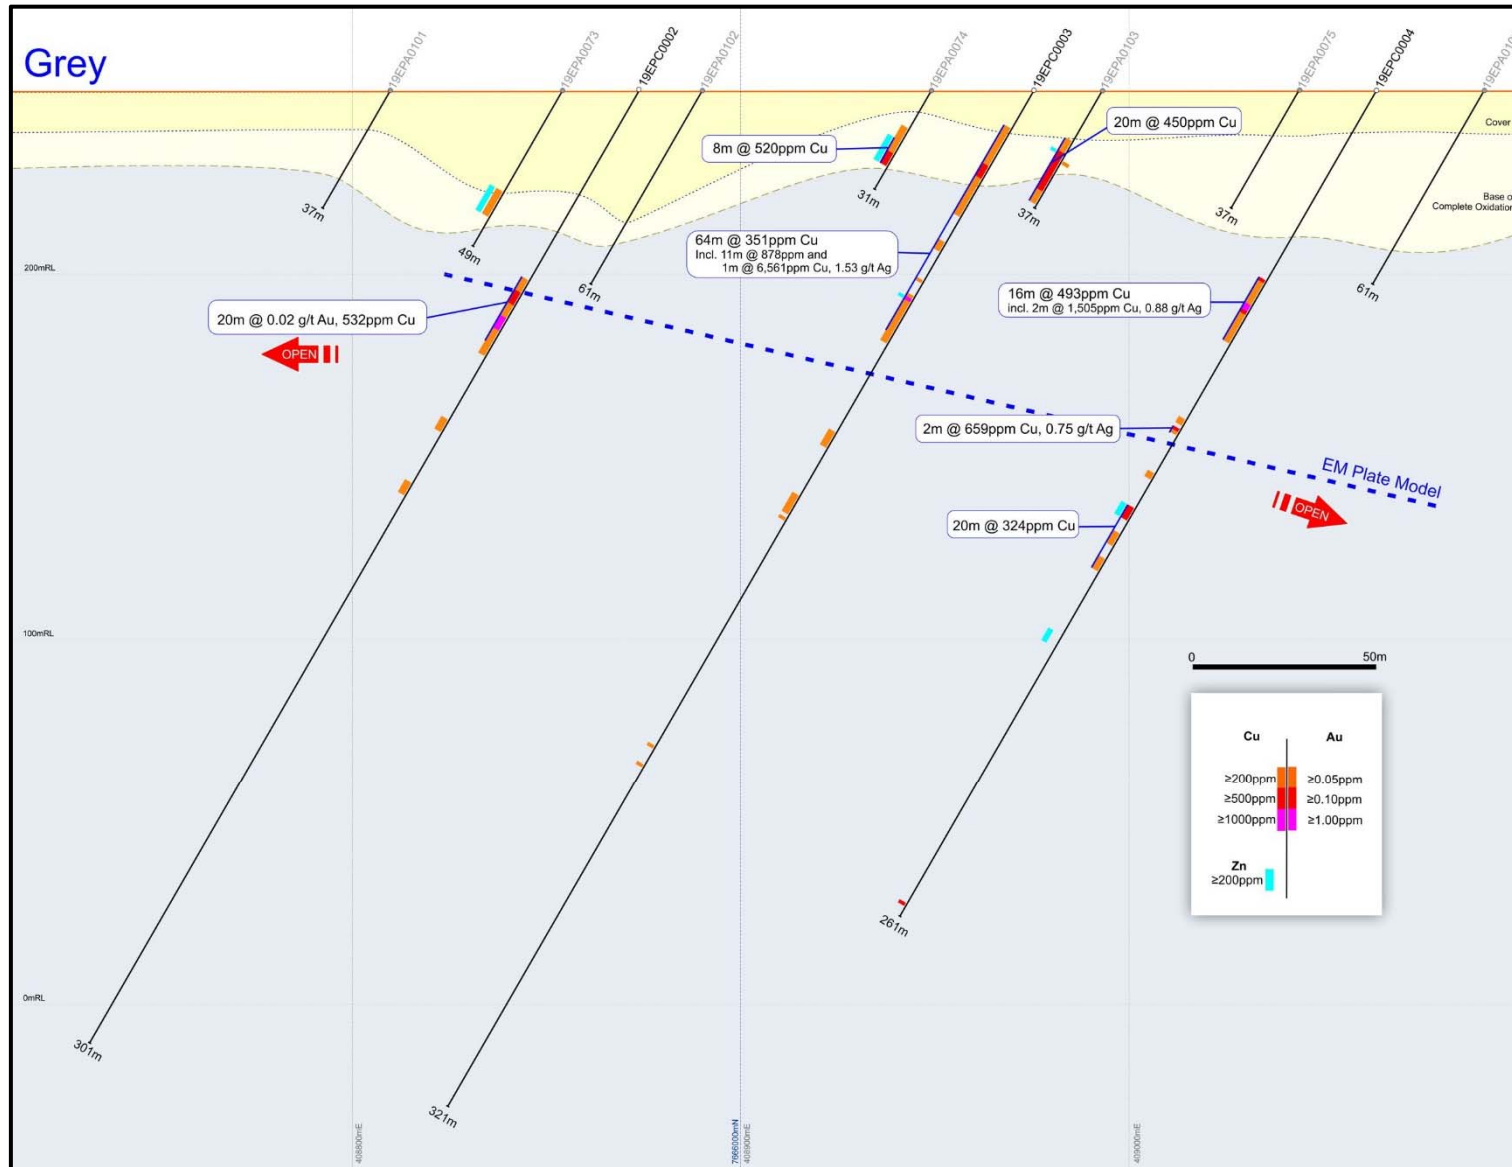 Grey
19EPA0101
19EPA0073
19EPC0002
19EPA0102
19EPA0074
19EPC0003
19EPA0103
19EPA0075
19EPC0004
Cover
20m @ 450ppm Cu
8m @ 520ppm Cu
Base
Complete Oxidation
37m
49m
61m
31m
37m
37m
61m
64m @ 351ppm Cu
Incl. 11m @ 878ppm and
1m @ 6,561ppm Cu, 1.53 g/t Ag
200mRL
16m @ 493ppm Cu
incl. 2m @ 1,505ppm Cu, 0.88 g/t Ag
20m @ 0.02 g/t Au, 532ppm Cu
OPEN
2m @ 659ppm Cu, 0.75 g/t Ag
EM Plate Model
OPEN
20m @ 324ppm Cu
100mRL
0
50m
Cu
Au
≥200ppm
≥0.05ppm
≥500ppm
≥0.10ppm
≥1000ppm
≥1.00ppm
Zn
≥200ppm
261m
0mRL
301m
321m
408800mE
7666000mN
408900mE
409000mE